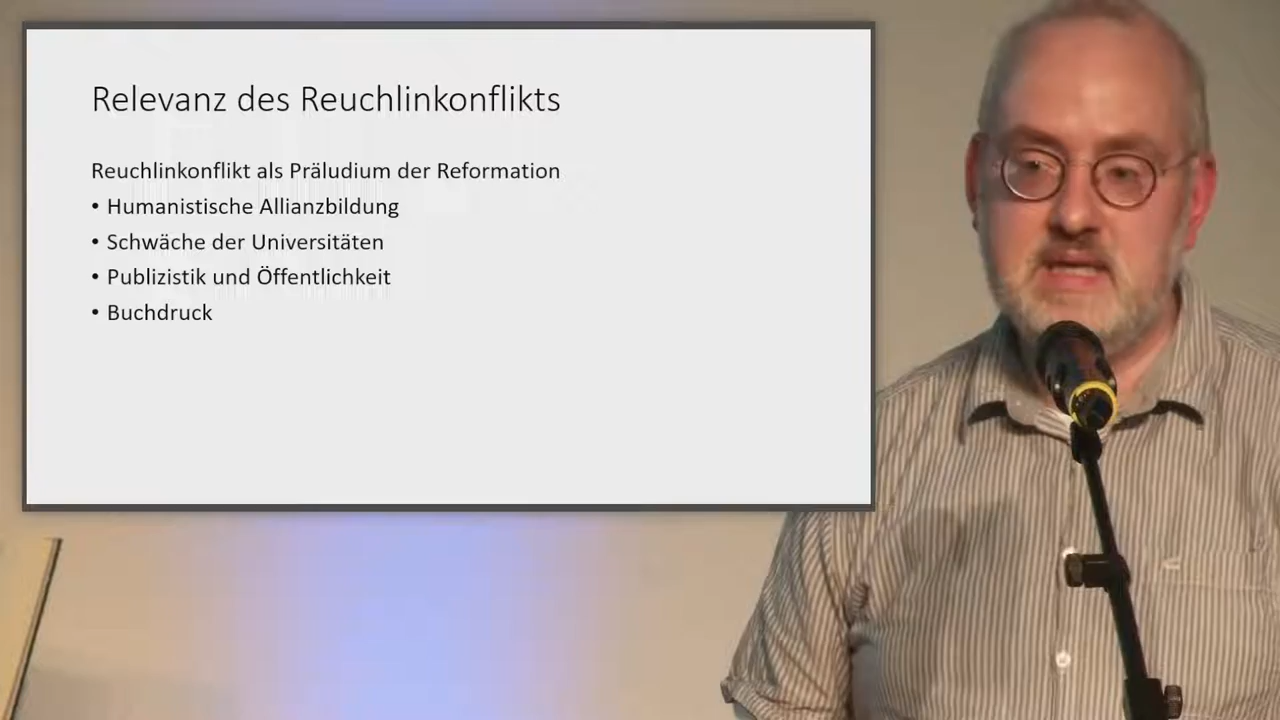 Relevanz des Reuchlinkonflikts
Reuchlinkonflikt als Präludium der Reformation
• Humanistische Allianzbildung
• Schwäche der Universitäten
• Publizistik und Öffentlichkeit
• Buchdruck